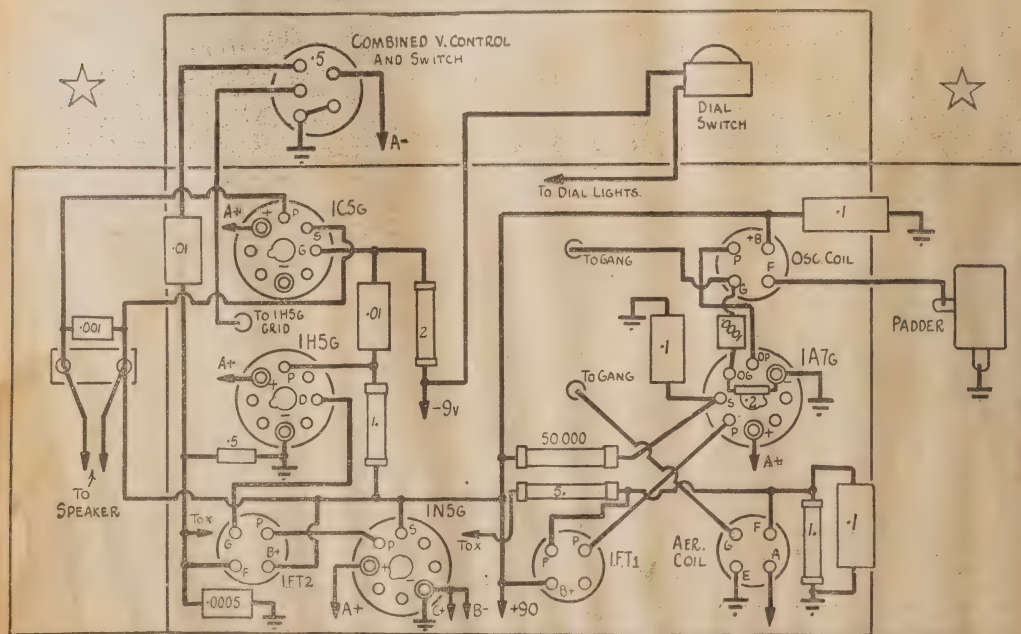 COMBINED V. CONTROL
AND SWITCH
.5
A-
DIAL
SWITCH
TO DIAL LIGHTS.
A+
+
P
S
G
-
1C5G
.01
.01
2
-9v
TO 1H5G
GRID
.001
TO
SPEAKER
1H5G
A+
+
P
D
-
1.
.5
TO GANG
+B
P
F
G
OSC. COIL
.1
PADDER
.0001
.1
OP
OG
-
S
.2
P
+
1A7G
A+
TO GANG
50.000
5.
TO X
TO X
G
P
F
B+
I.FT2
.0005
1N5G
S
P
+
-
A+
C+
B-
F
P
B+
I.FT1
+90
AER.
COIL
G
F
E
A
1.
.1